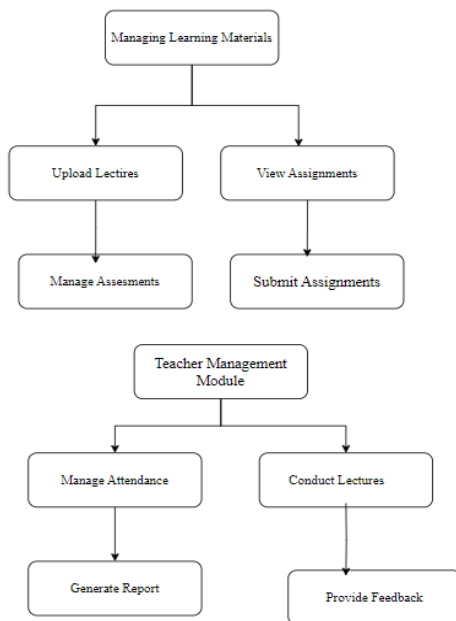 Managing Learning Materials
Upload Lectires
View Assignments
Manage Assesments
Submit Assignments
Teacher Management
Module
Manage Attendance
Conduct Lectures
Generate Report
Provide Feedback